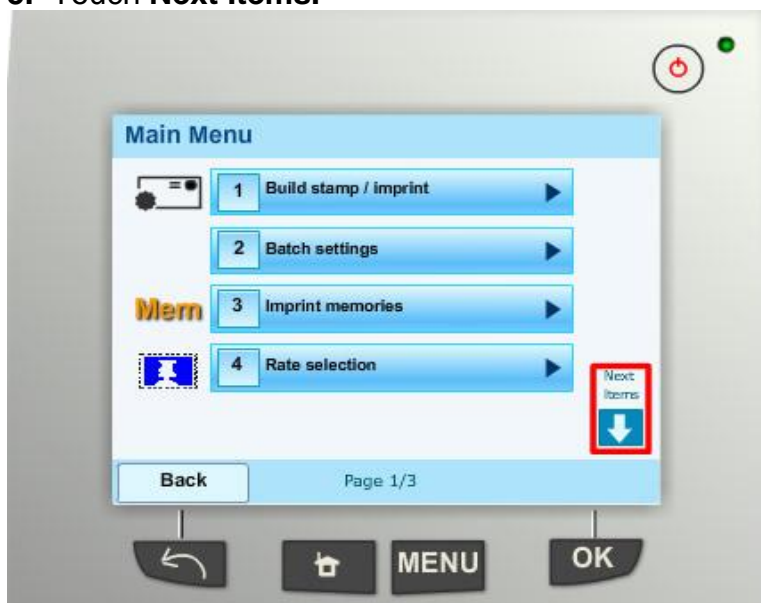 Touch Next Items.
Main Menu
1 Build stamp / imprint
2 Batch settings
Mem 3 Imprint memories
4 Rate selection
Next
Items
Back Page 1/3
MENU OK